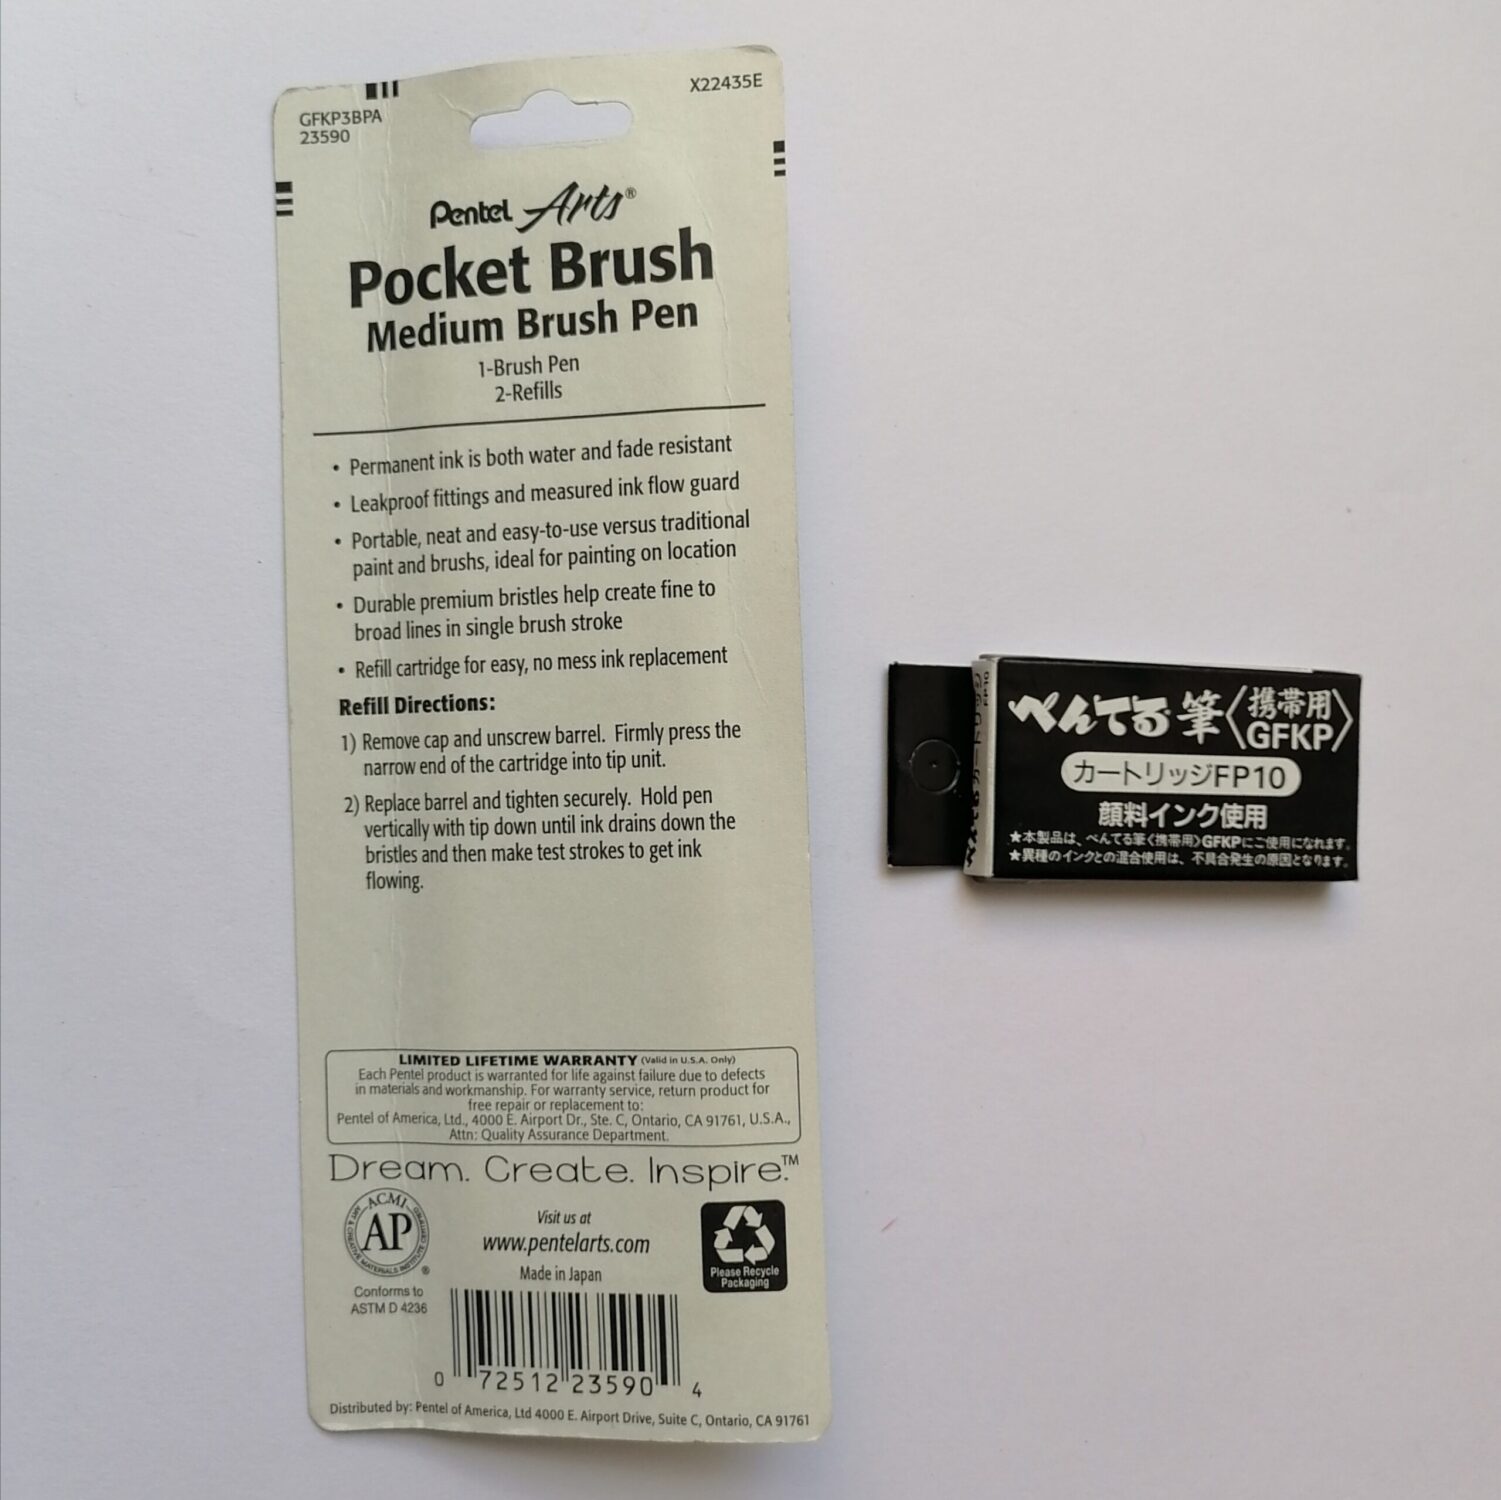 GFKP3BPA
23590
X22435E
Pentel Arts®
Pocket Brush
Medium Brush Pen
1-Brush Pen
2-Refills
• Permanent ink is both water and fade resistant
• Leakproof fittings and measured ink flow guard
• Portable, neat and easy-to-use versus traditional
paint and brushs, ideal for painting on location
• Durable premium bristles help create fine to
broad lines in single brush stroke
• Refill cartridge for easy, no mess ink replacement
Refill Directions:
1) Remove cap and unscrew barrel. Firmly press the
narrow end of the cartridge into tip unit.
2) Replace barrel and tighten securely. Hold pen
vertically with tip down until ink drains down the
bristles and then make test strokes to get ink
flowing.
LIMITED LIFETIME WARRANTY (Valid in U.S.A. Only)
Each Pentel product is warranted for life against failure due to defects
in materials and workmanship. For warranty service, return product for
free repair or replacement to:
Pentel of America, Ltd., 4000 E. Airport Dr., Ste. C, Ontario, CA 91761, U.S.A.,
Attn: Quality Assurance Department.
Dream. Create. Inspire.™
ACMI
AP
ART & CREATIVE MATERIALS INSTITUTE CERTIFIED
®
Conforms to
ASTM D 4236
Visit us at
www.pentelarts.com
Made in Japan
Please Recycle
Packaging
0 72512 23590 4
Distributed by: Pentel of America, Ltd 4000 E. Airport Drive, Suite C, Ontario, CA 91761
FP10
ぺんてる筆〈携帯用
GFKP〉
カートリッジFP10
顔料インク使用
★本製品は、ぺんてる筆〈携帯用〉GFKPにご使用になれます。
★異種のインクとの混合使用は、不具合発生の原因となります。